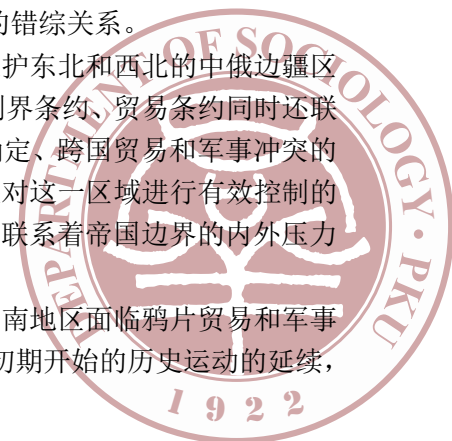 的错综关系。
护东北和西北的中俄边疆区
界条约、贸易条约同时还联
定、跨国贸易和军事冲突的
对这一区域进行有效控制的
联系着帝国边界的内外压力
南地区面临鸦片贸易和军事
初期开始的历史运动的延续，
DEPARTMENT OF SOCIOLOGY · PKU
1922